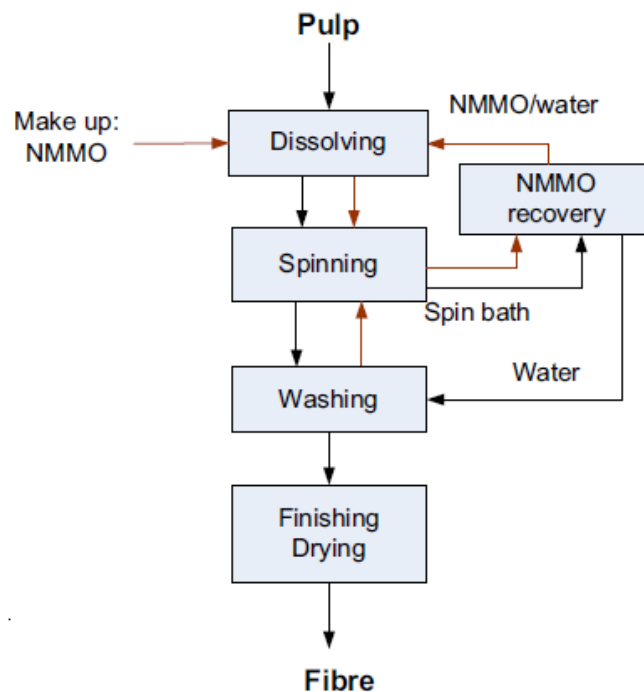 Pulp
NMMO/water
Make up:
NMMO
Dissolving
NMMO
recovery
Spinning
Spin bath
Water
Washing
Finishing
Drying
Fibre